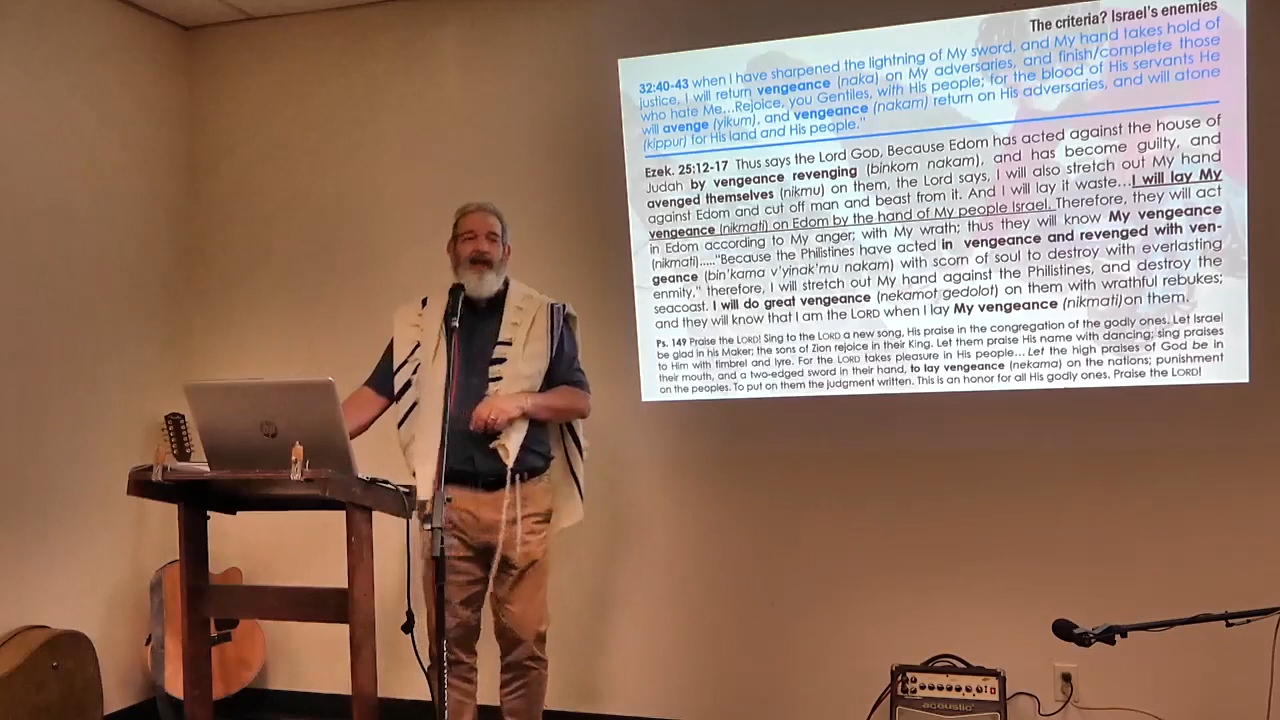 The criteria? Israel's enemies
32:40-43 when I have sharpened the lightning of My sword, and My hand takes hold of
justice, I will return vengeance (naka) on My adversaries, and finish/complete those
who hate Me...Rejoice, you Gentiles, with His people; for the blood of His servants He
will avenge (yikum), and vengeance (nakam) return on His adversaries, and will atone
(kippur) for His land and His people."
Ezek. 25:12-17 Thus says the Lord GOD, Because Edom has acted against the house of
Judah by vengeance revenging (binkom nakam), and has become guilty, and
avenged themselves (nikmu) on them, the Lord says, I will also stretch out My hand
against Edom and cut off man and beast from it. And I will lay it waste...I will lay My
vengeance (nikmati) on Edom by the hand of My people Israel. Therefore, they will act
in Edom according to My anger; with My wrath; thus they will know My vengeance
(nikmati)....."Because the Philistines have acted in vengeance and revenged with ven-
geance (bin'kama v'yinak'mu nakam) with scorn of soul to destroy with everlasting
enmity," therefore, I will stretch out My hand against the Philistines, and destroy the
seacoast. I will do great vengeance (nekamot gedolot) on them with wrathful rebukes;
and they will know that I am the LORD when I lay My vengeance (nikmati)on them.
Ps. 149 Praise the LORD! Sing to the LORD a new song, His praise in the congregation of the godly ones. Let Israel
be glad in his Maker; the sons of Zion rejoice in their King. Let them praise His name with dancing; sing praises
to Him with timbrel and lyre. For the LORD takes pleasure in His people... Let the high praises of God be in
their mouth, and a two-edged sword in their hand, to lay vengeance (nekama) on the nations; punishment
on the peoples. To put on them the judgment written. This is an honor for all His godly ones. Praise the LORD!
hp
acoustic